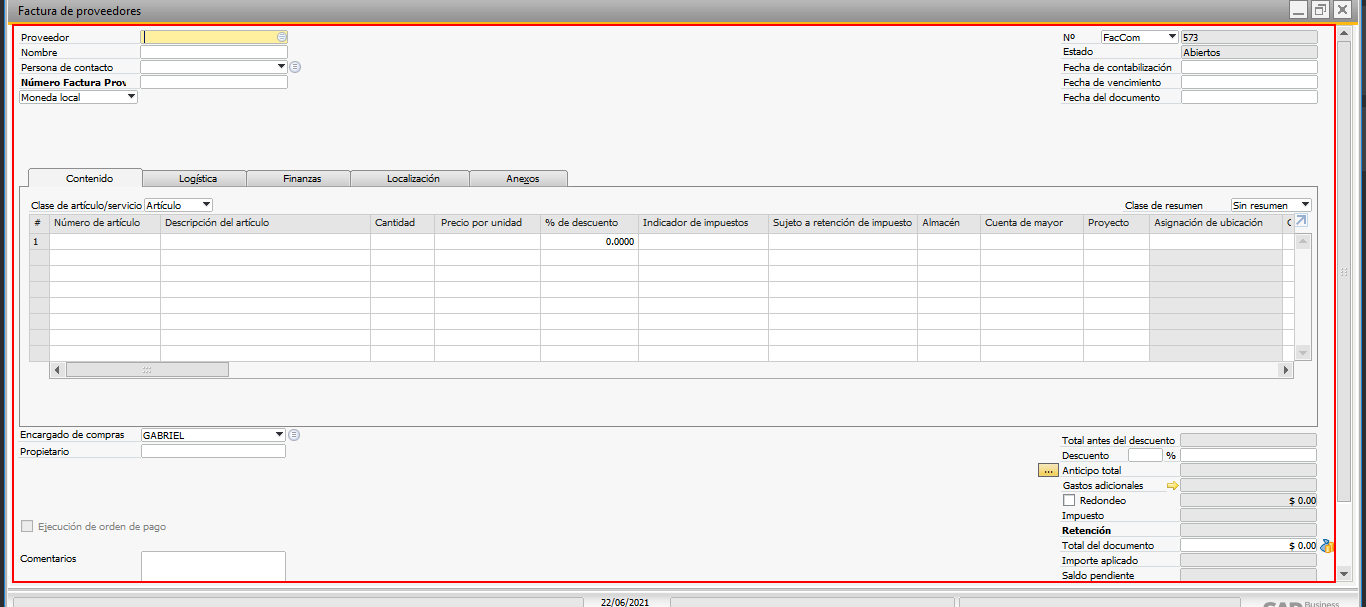 Factura de proveedores
Proveedor
Nombre
Persona de contacto
Número Factura Prov
Moneda local
Nº FacCom 573
Estado Abiertos
Fecha de contabilización
Fecha de vencimiento
Fecha del documento
Contenido Logística Finanzas Localización Anexos
Clase de artículo/servicio Artículo Clase de resumen Sin resumen
# Número de artículo Descripción del artículo Cantidad Precio por unidad % de descuento Indicador de impuestos Sujeto a retención de impuesto Almacén Cuenta de mayor Proyecto Asignación de ubicación
1 0.0000
Encargado de compras GABRIEL
Propietario
Ejecución de orden de pago
Comentarios
Total antes del descuento
Descuento %
... Anticipo total
Gastos adicionales
Redondeo $ 0.00
Impuesto
Retención
Total del documento $ 0.00
Importe aplicado
Saldo pendiente
22/06/2021
Business